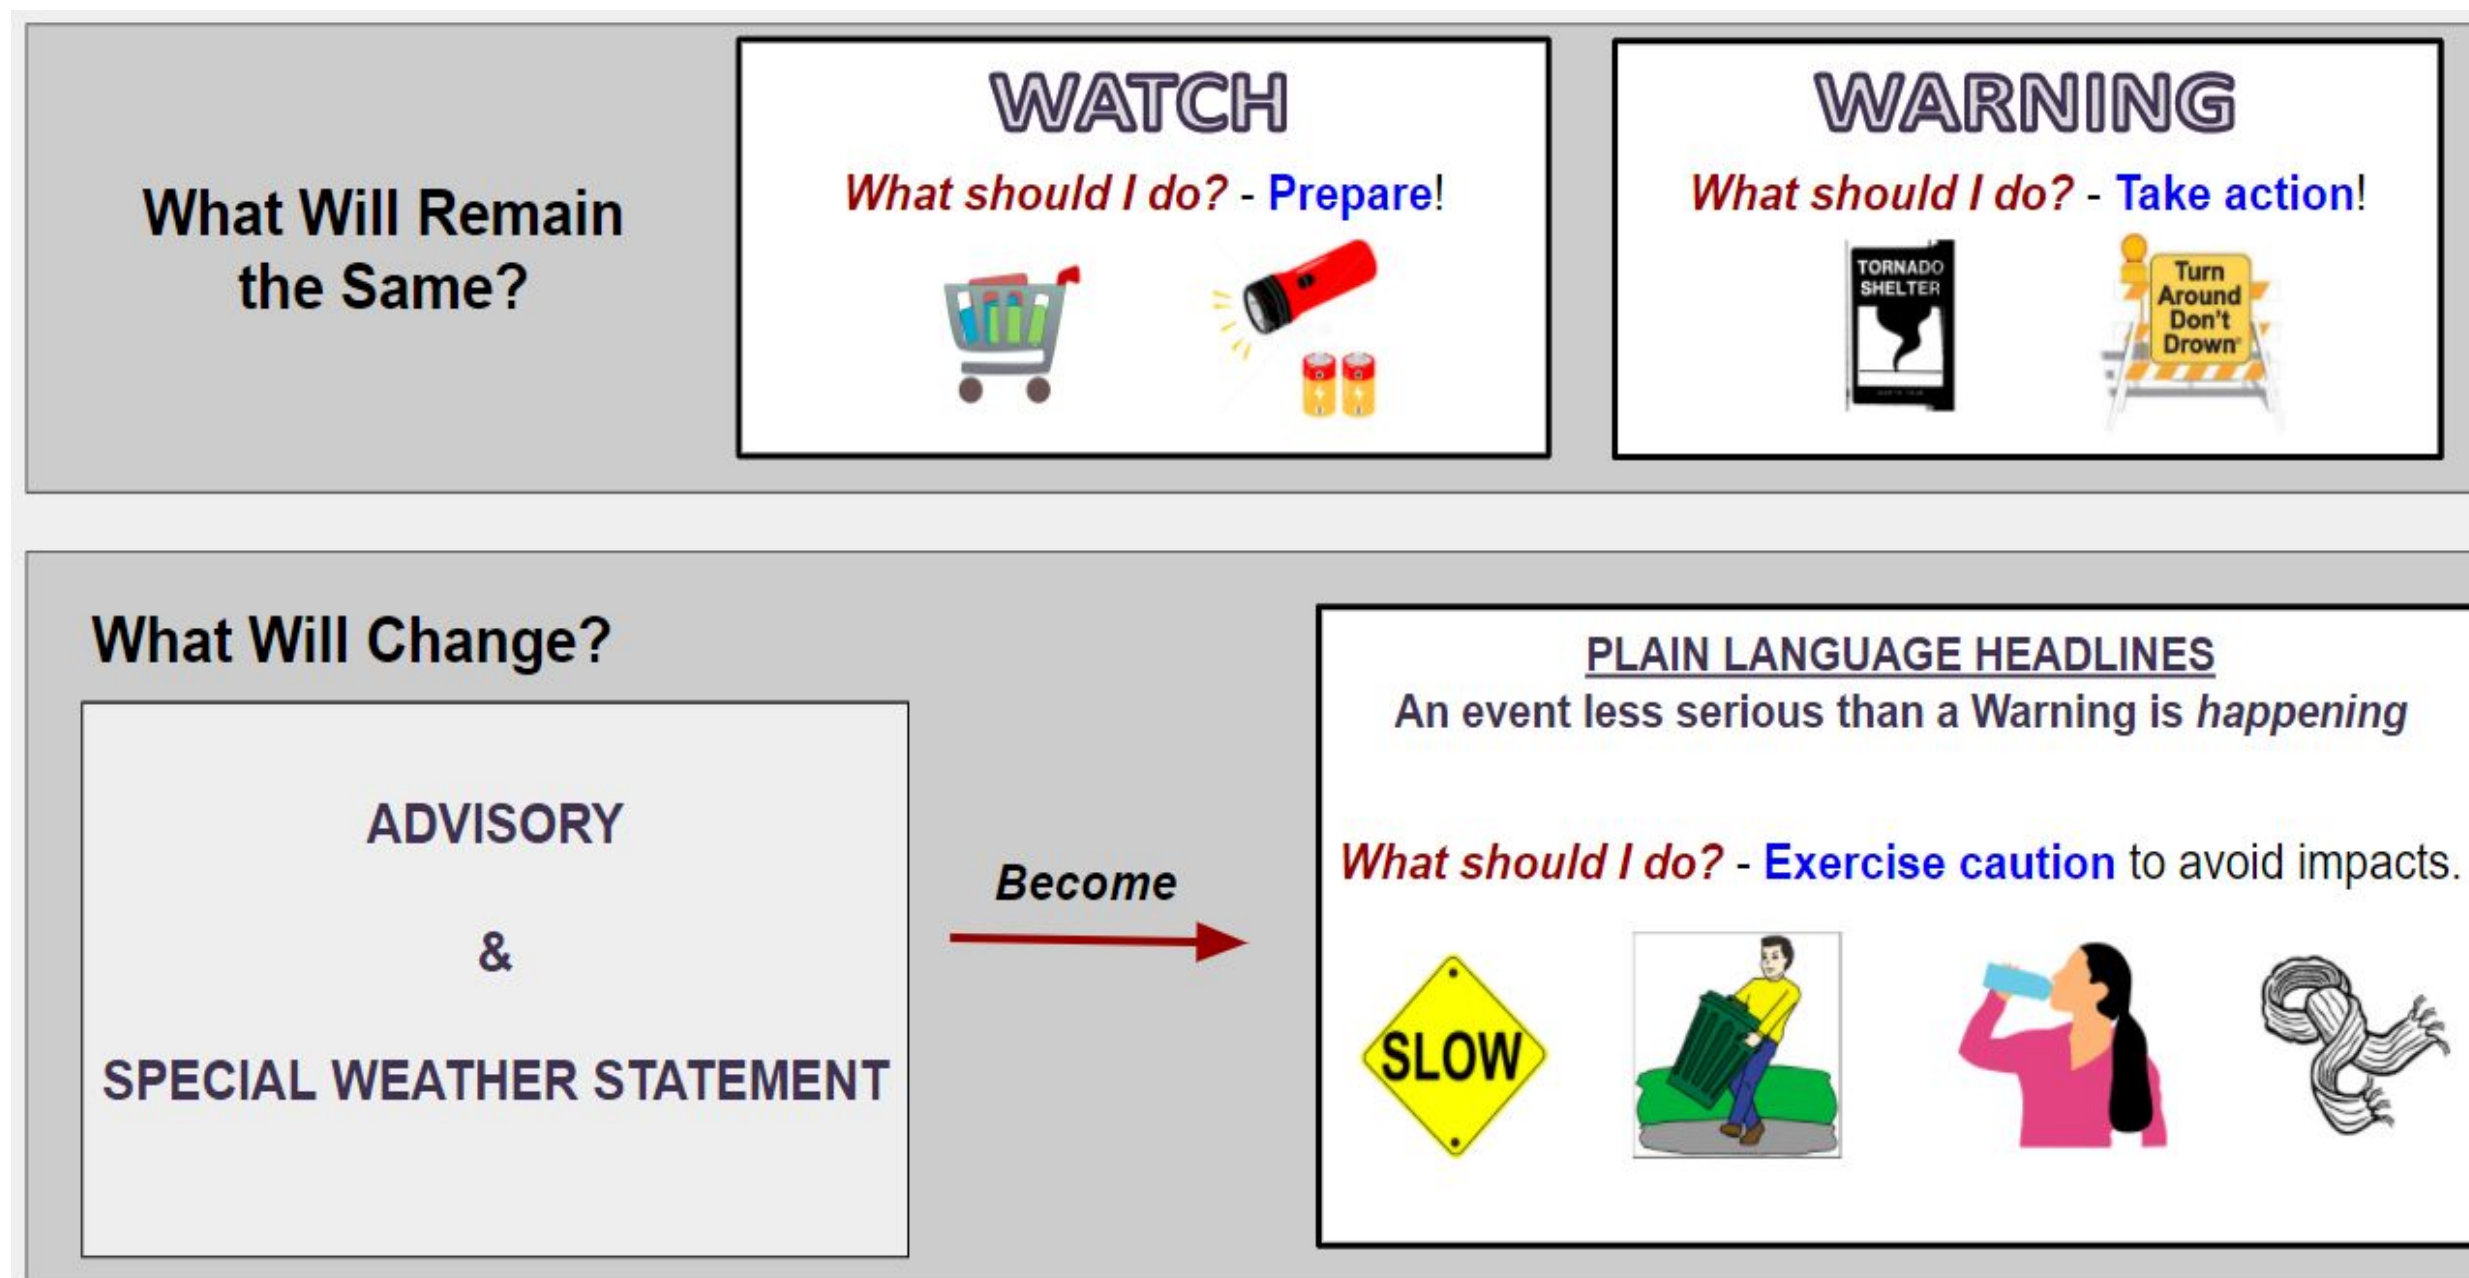 What Will Remain
the Same?
WATCH
What should I do? - Prepare!
WARNING
What should I do? - Take action!
TORNADO
SHELTER
Turn
Around
Don't
Drown
What Will Change?
ADVISORY
&
SPECIAL WEATHER STATEMENT
Become
PLAIN LANGUAGE HEADLINES
An event less serious than a Warning is happening
What should I do? - Exercise caution to avoid impacts.
SLOW